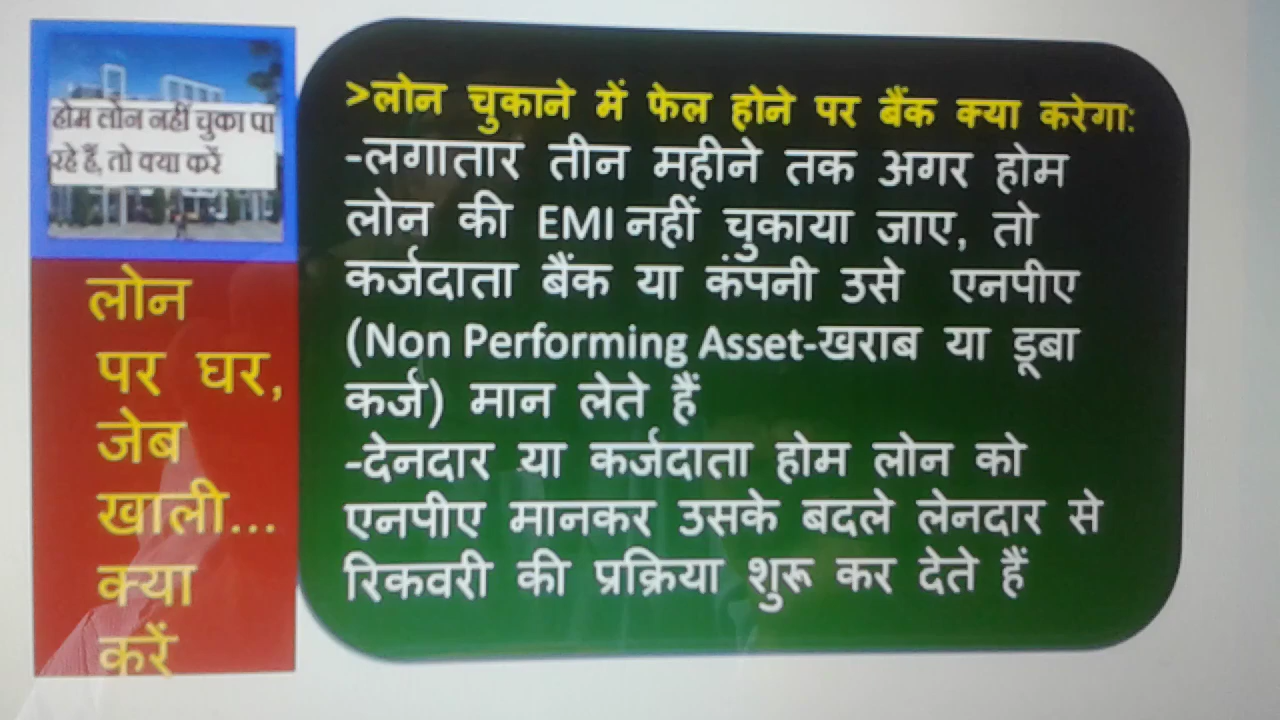 होम लोन नहीं चुका पा
रहे हैं, तो क्या करें
लोन
पर घर,
जेब
खाली...
क्या
करें
>लोन चुकाने में फेल होने पर बैंक क्या करेगा:
-लगातार तीन महीने तक अगर होम
लोन की EMI नहीं चुकाया जाए, तो
कर्जदाता बैंक या कंपनी उसे एनपीए
(Non Performing Asset-खराब या डूबा
कर्ज) मान लेते हैं
-देनदार या कर्जदाता होम लोन को
एनपीए मानकर उसके बदले लेनदार से
रिकवरी की प्रक्रिया शुरू कर देते हैं